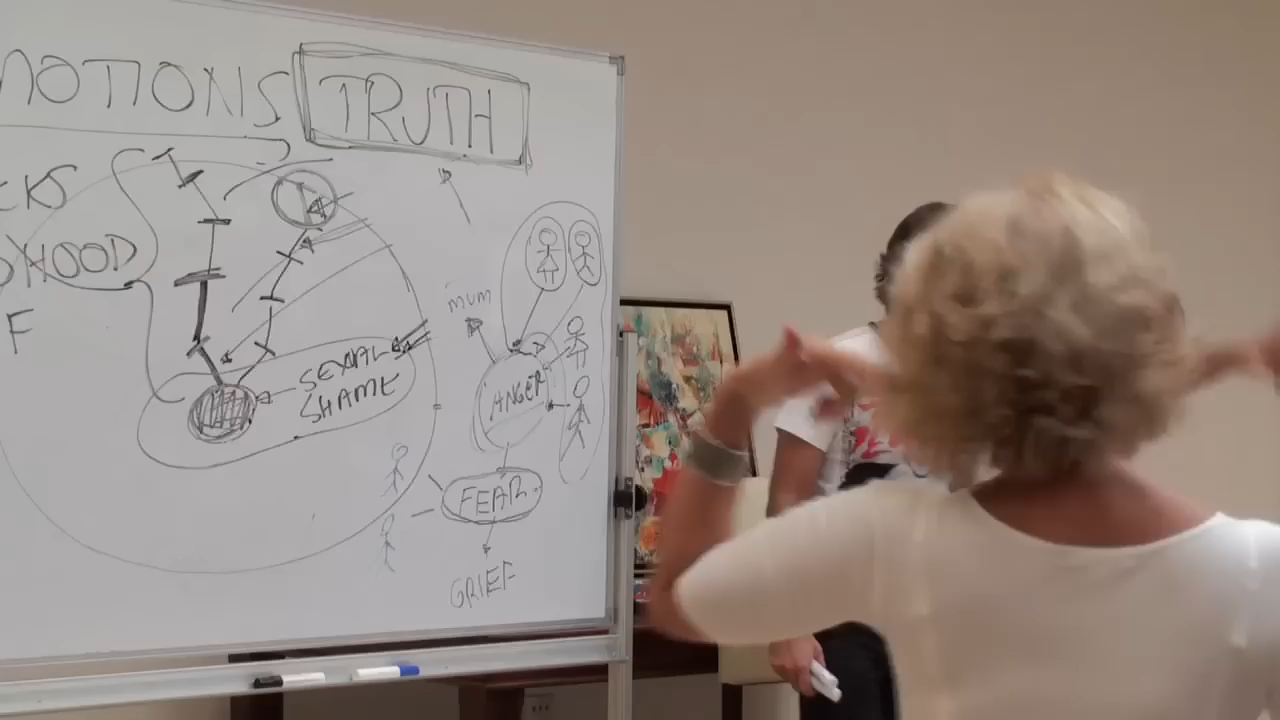 MOTIONS TRUTH
CKS
DHOOD
F
mum
SEXUAL
SHAME
ANGER
FEAR
GRIEF